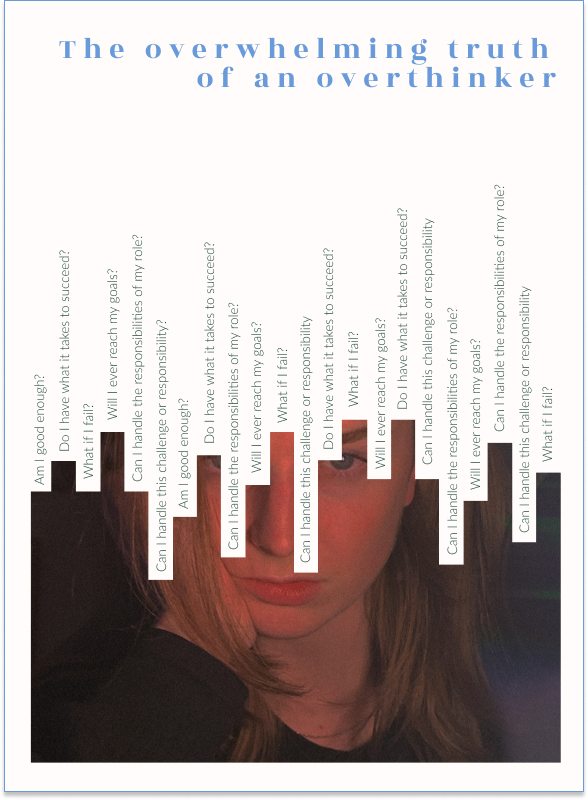 The overwhelming truth
of an overthinker
Am I good enough?
Do I have what it takes to succeed?
What if I fail?
Will I ever reach my goals?
Can I handle the responsibilities of my role?
Can I handle this challenge or responsibility?
Am I good enough?
Do I have what it takes to succeed?
Can I handle the responsibilities of my role?
Will I ever reach my goals?
What if I fail?
Can I handle this challenge or responsibility
Do I have what it takes to succeed?
What if I fail?
Will I ever reach my goals?
Do I have what it takes to succeed?
Can I handle this challenge or responsibility
Can I handle the responsibilities of my role?
Will I ever reach my goals?
Can I handle the responsibilities of my role?
Can I handle this challenge or responsibility
What if I fail?